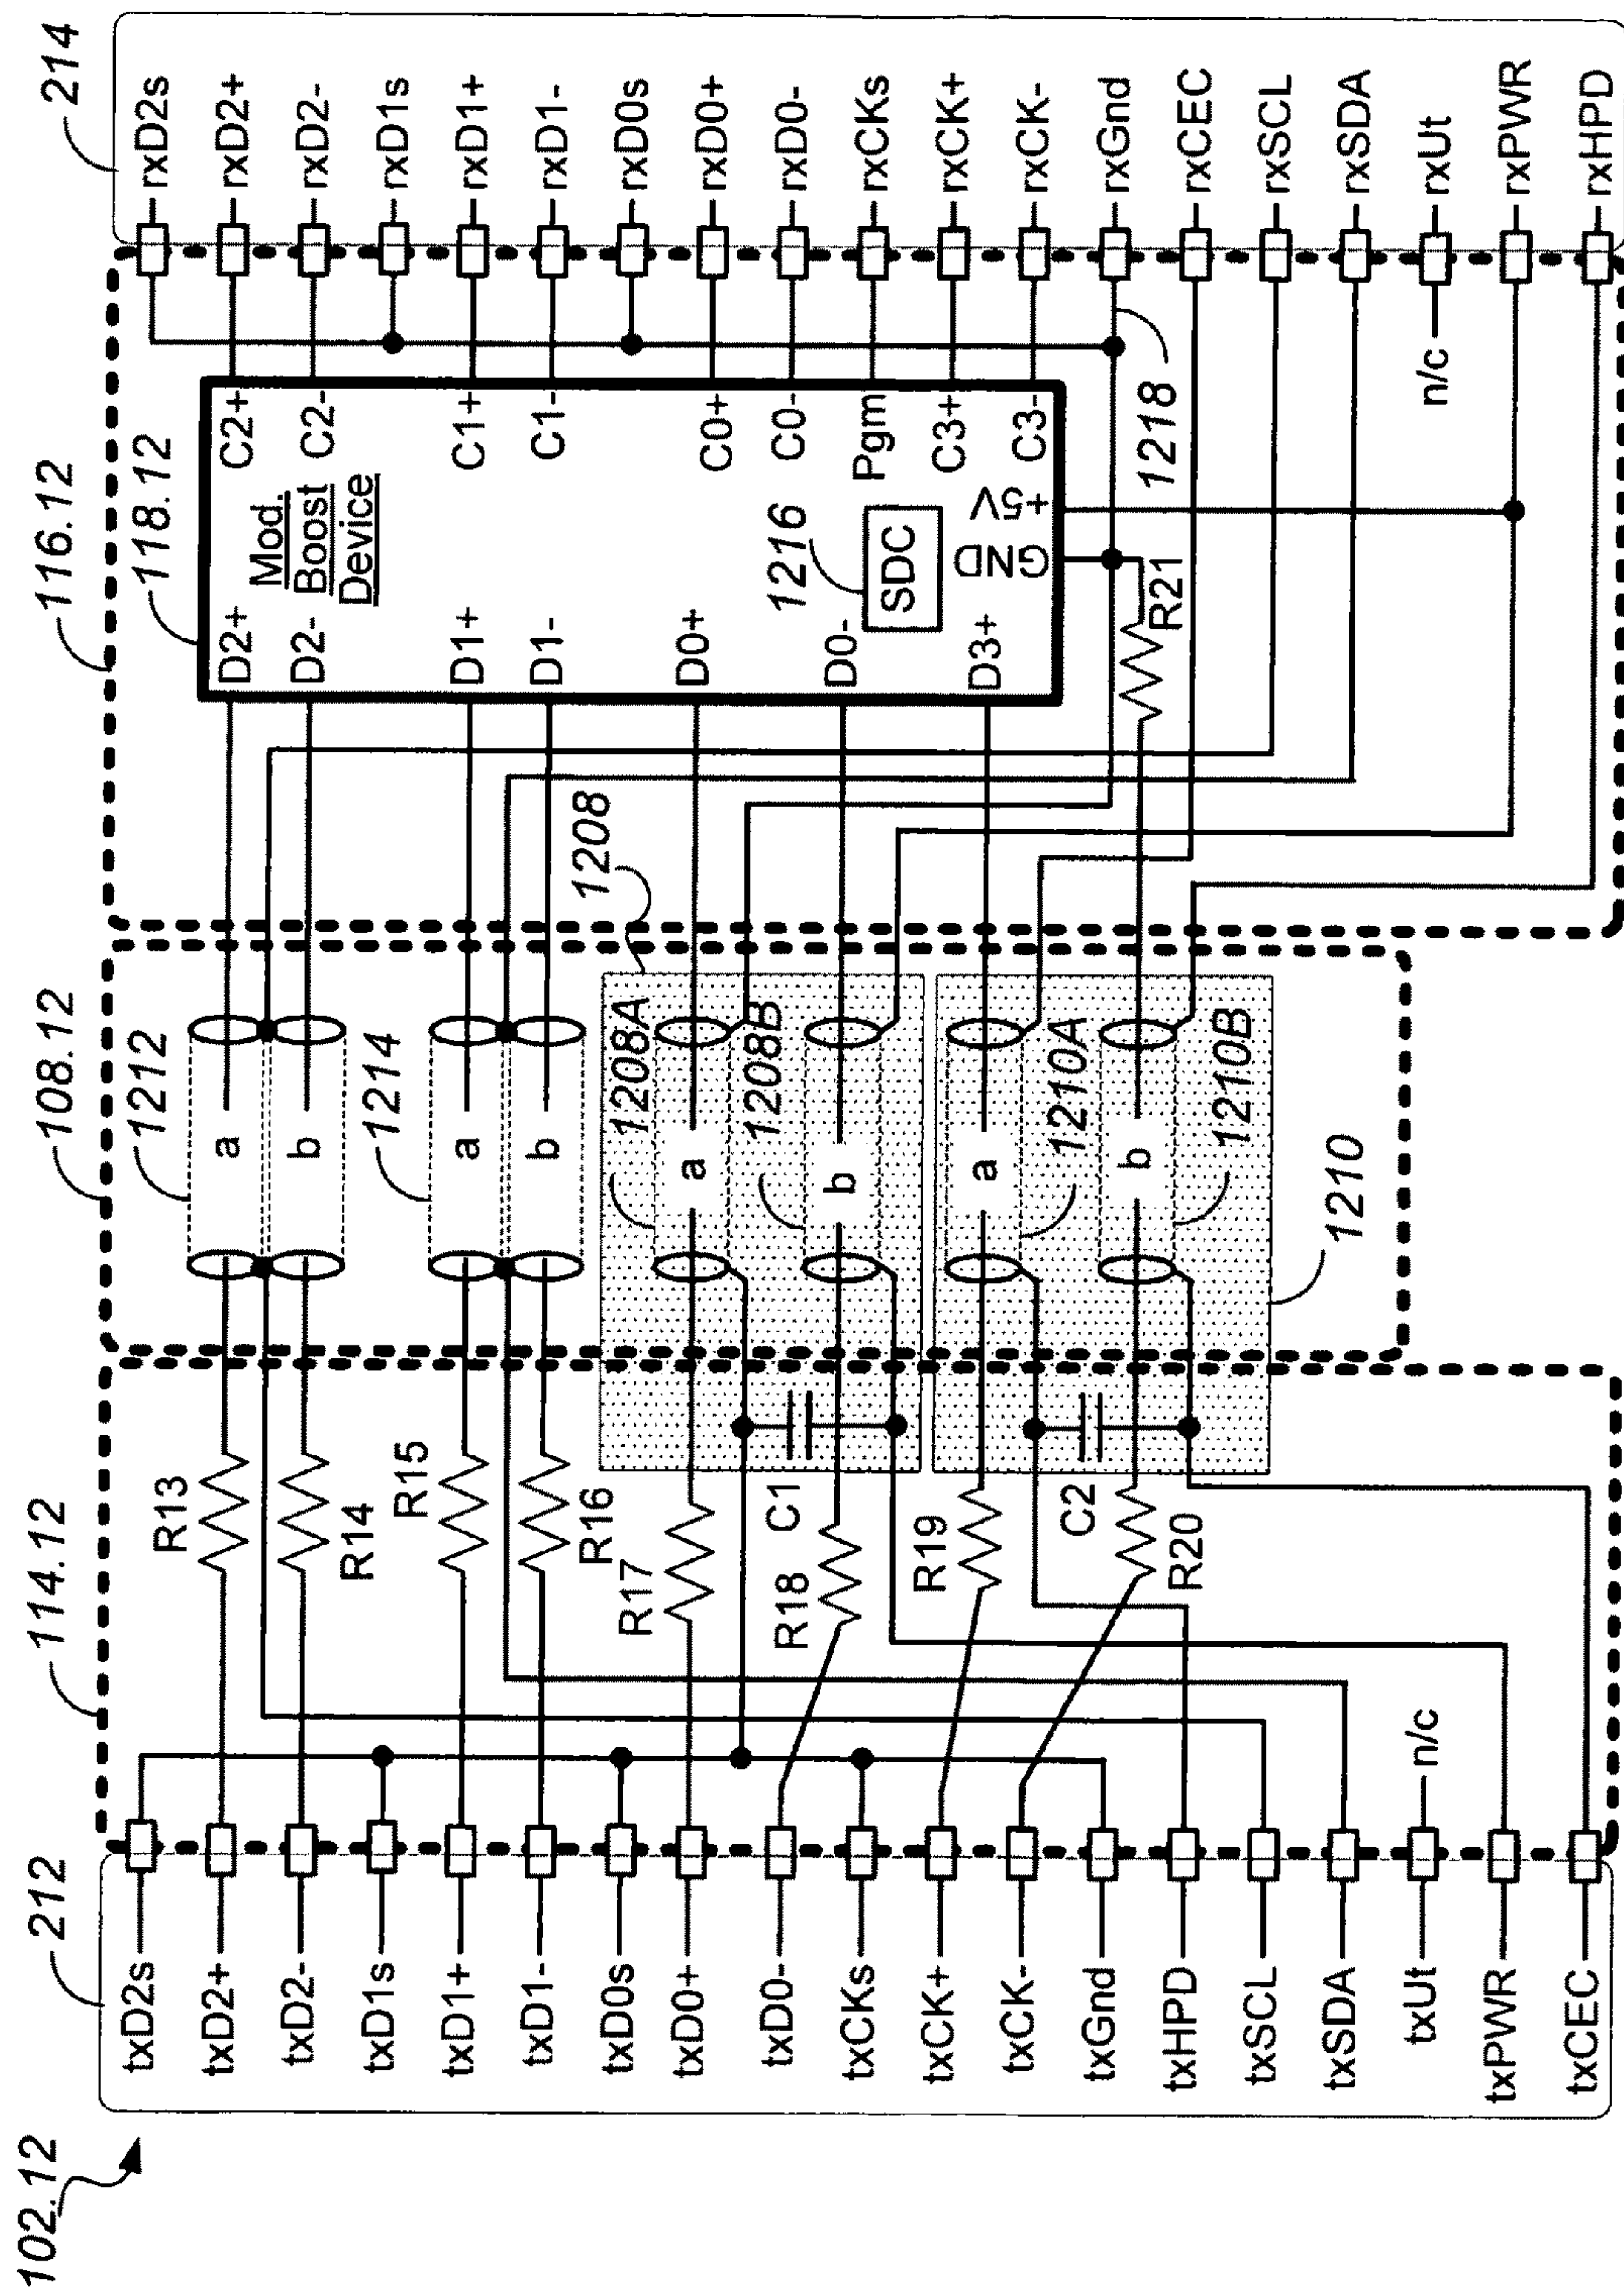 102.12
212
114.12
108.12
116.12
214
txD2s
txD2+
txD2-
txD1s
txD1+
txD1-
txD0s
txD0+
txD0-
txCKs
txCK+
txCK-
txGnd
txHPD
txSCL
txSDA
txUt
n/c
txPWR
txCEC
R13
R14
R15
R16
R17
R18
C1
R19
C2
R20
1212
a
b
1214
a
b
1208
1208A
a
1208B
b
a
1210A
b
1210B
1210
118.12
Mod.
Boost
Device
D2+
D2-
D1+
D1-
D0+
D0-
D3+
C2+
C2-
C1+
C1-
C0+
C0-
Pgm
C3+
C3-
1216
SDC
GND
+5V
R21
1218
n/c
rxD2s
rxD2+
rxD2-
rxD1s
rxD1+
rxD1-
rxD0s
rxD0+
rxD0-
rxCKs
rxCK+
rxCK-
rxGnd
rxCEC
rxSCL
rxSDA
rxUt
rxPWR
rxHPD